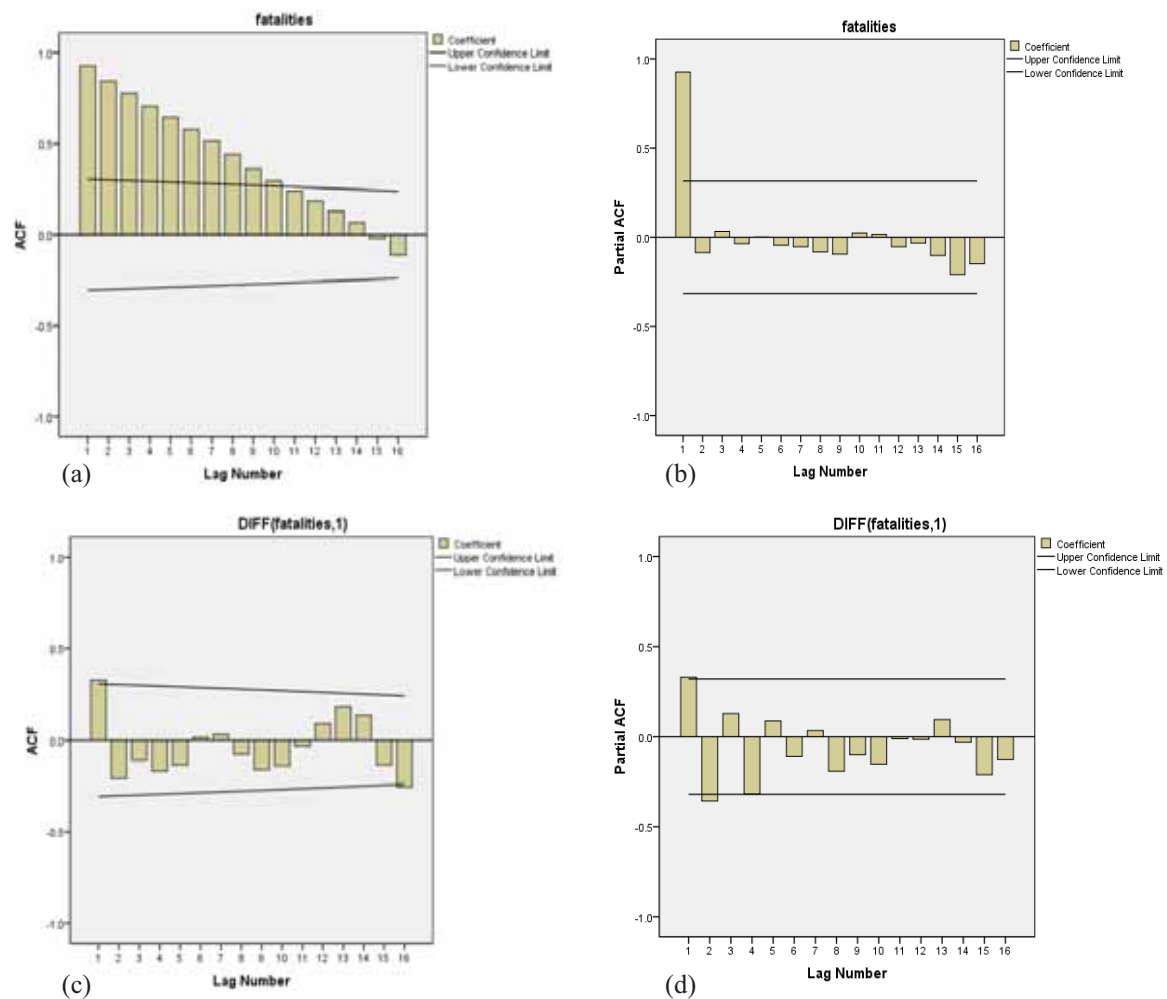 fatalities
Coefficient
Upper Confidence Limit
Lower Confidence Limit
1.0
0.5
0.0
-0.5
-1.0
ACF
1 2 3 4 5 6 7 8 9 10 11 12 13 14 15 16
Lag Number
(a)
fatalities
Coefficient
Upper Confidence Limit
Lower Confidence Limit
1.0
0.5
0.0
-0.5
-1.0
Partial ACF
1 2 3 4 5 6 7 8 9 10 11 12 13 14 15 16
Lag Number
(b)
DIFF(fatalities,1)
Coefficient
Upper Confidence Limit
Lower Confidence Limit
1.0
0.5
0.0
-0.5
-1.0
ACF
1 2 3 4 5 6 7 8 9 10 11 12 13 14 15 16
Lag Number
(c)
DIFF(fatalities,1)
Coefficient
Upper Confidence Limit
Lower Confidence Limit
1.0
0.5
0.0
-0.5
-1.0
Partial ACF
1 2 3 4 5 6 7 8 9 10 11 12 13 14 15 16
Lag Number
(d)